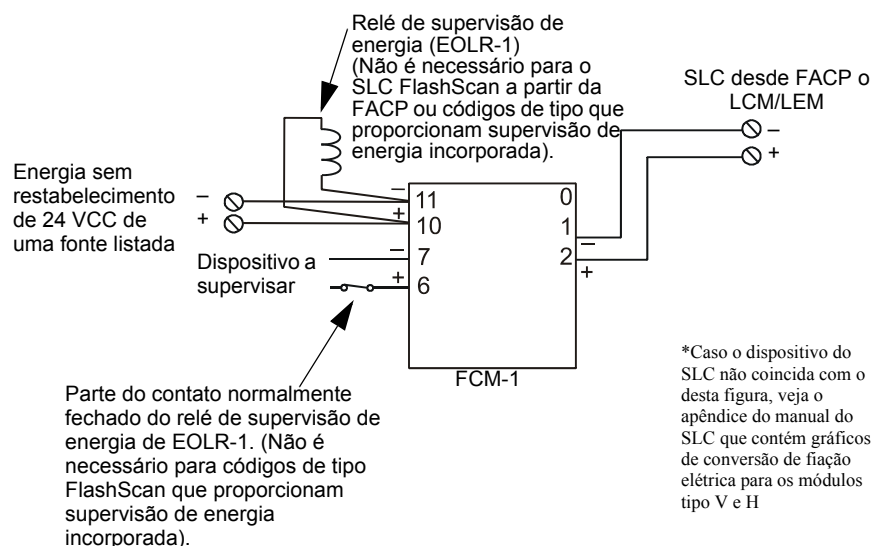 Relé de supervisão de
energia (EOLR-1)
(Não é necessário para o
SLC FlashScan a partir da
FACP ou códigos de tipo que
proporcionam supervisão de
energia incorporada).
SLC desde FACP o
LCM/LEM
–
+
Energia sem
restabelecimento
de 24 VCC de
uma fonte listada
–
+
– 11
+ 10
– 7
+ 6
0
1 –
2 +
Dispositivo a
supervisar
FCM-1
Parte do contato normalmente
fechado do relé de supervisão de
energia de EOLR-1. (Não é
necessário para códigos de tipo
FlashScan que proporcionam
supervisão de energia
incorporada).
*Caso o dispositivo do
SLC não coincida com o
desta figura, veja o
apêndice do manual do
SLC que contém gráficos
de conversão de fiação
elétrica para os módulos
tipo V e H